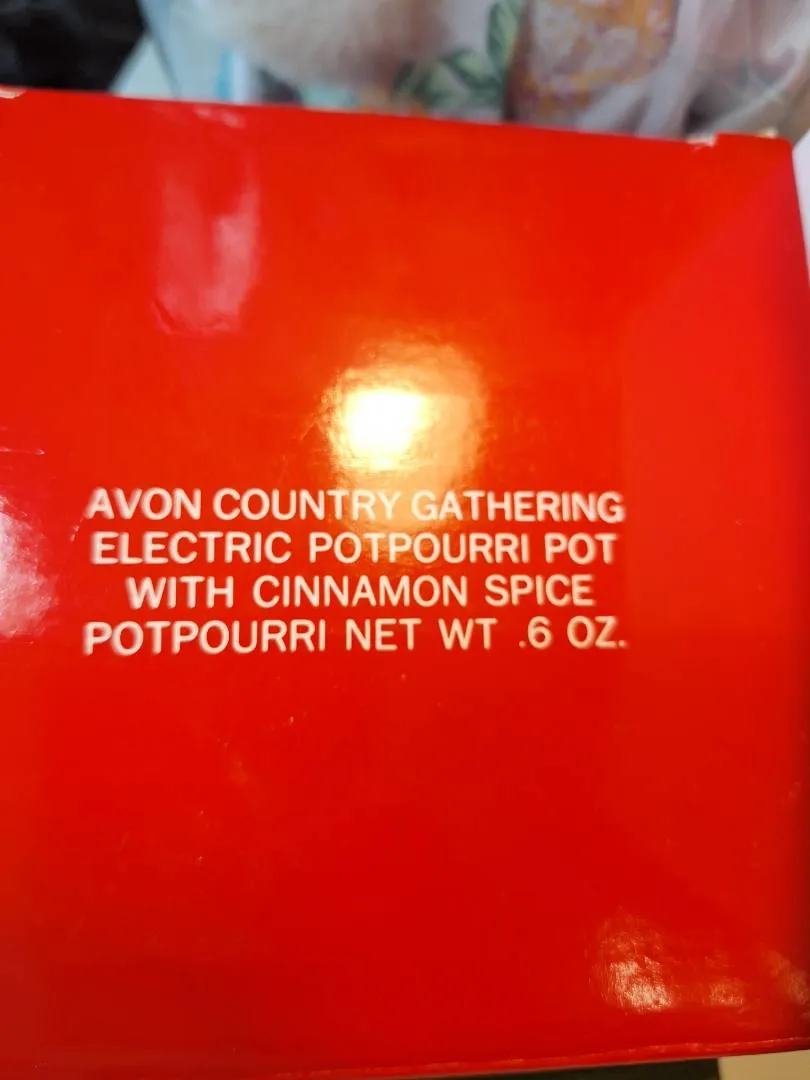 AVON COUNTRY GATHERING
ELECTRIC POTPOURRI POT
WITH CINNAMON SPICE
POTPOURRI NET WT .6 OZ.